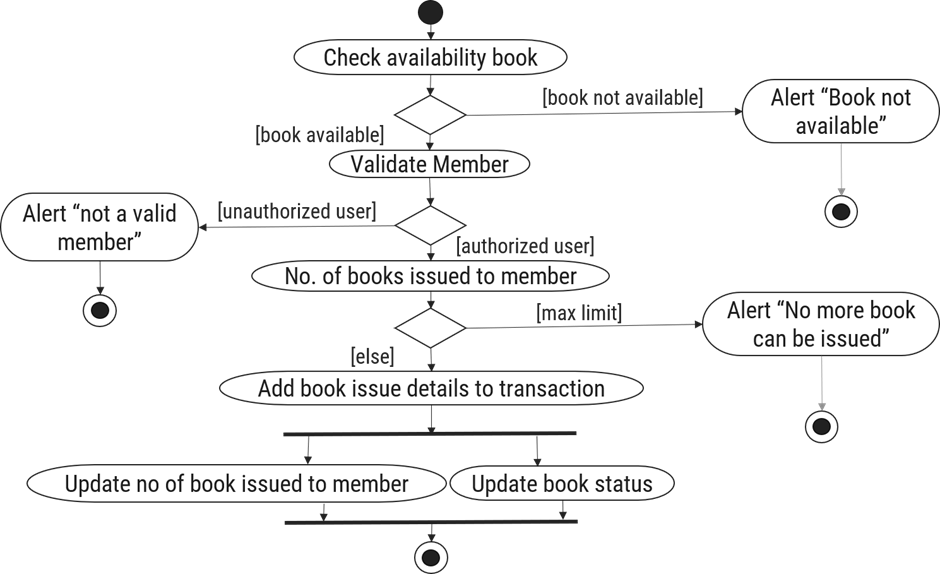 Check availability book
[book not available]
Alert “Book not
available”
[book available]
Validate Member
[unauthorized user]
Alert “not a valid
member”
[authorized user]
No. of books issued to member
[max limit]
Alert “No more book
can be issued”
[else]
Add book issue details to transaction
Update no of book issued to member
Update book status